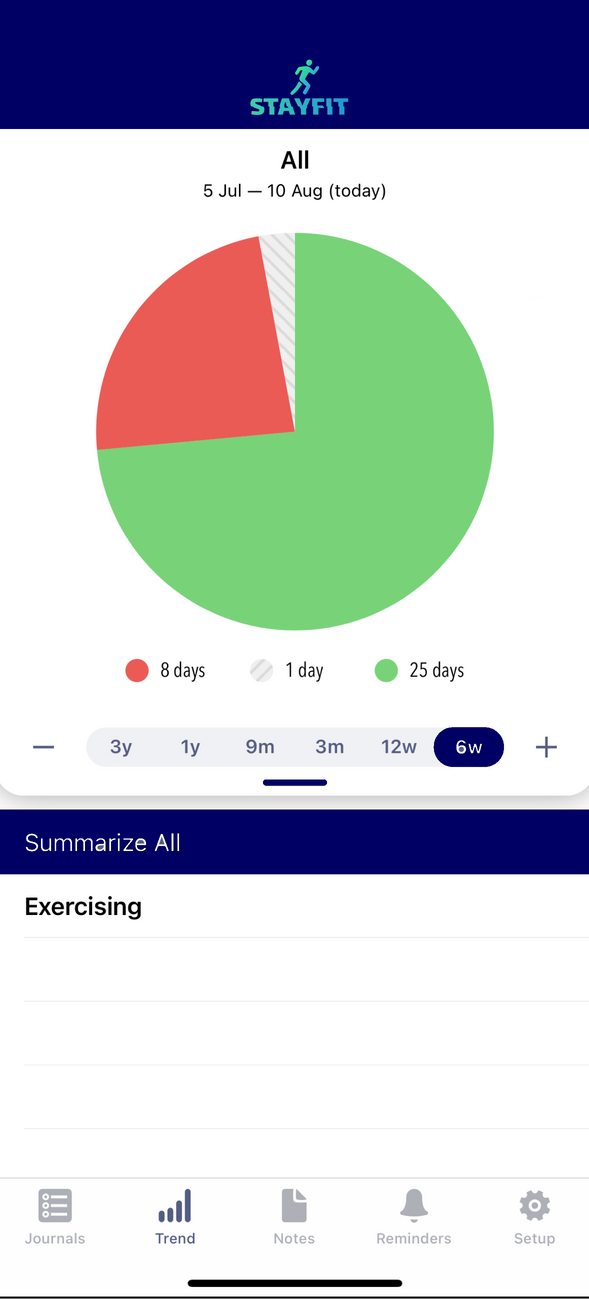 STAYFIT
All
5 Jul — 10 Aug (today)
8 days 1 day 25 days
3y 1y 9m 3m 12w 6w
Summarize All
Exercising
Journals Trend Notes Reminders Setup